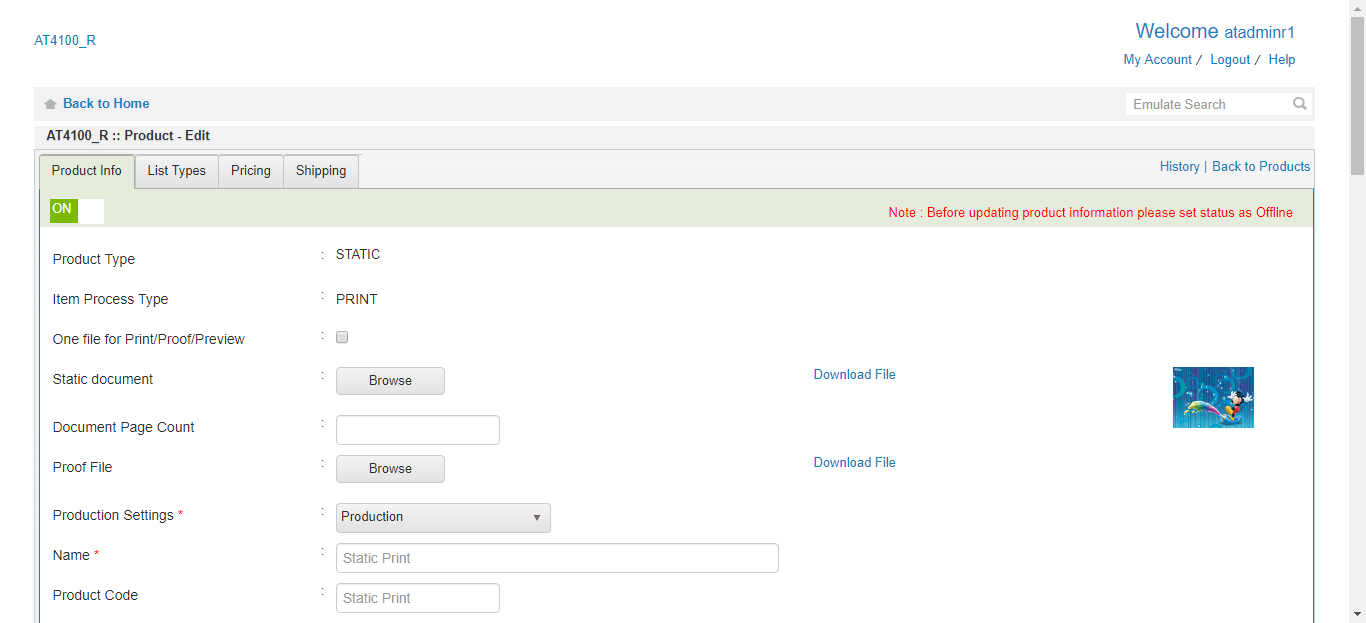 AT4100_R
Welcome atadminr1
My Account / Logout / Help
Back to Home
Emulate Search
AT4100_R :: Product - Edit
Product Info List Types Pricing Shipping
History | Back to Products
ON
Note : Before updating product information please set status as Offline
Product Type : STATIC
Item Process Type : PRINT
One file for Print/Proof/Preview :
Static document : Browse Download File
Document Page Count :
Proof File : Browse Download File
Production Settings * : Production
Name * : Static Print
Product Code : Static Print